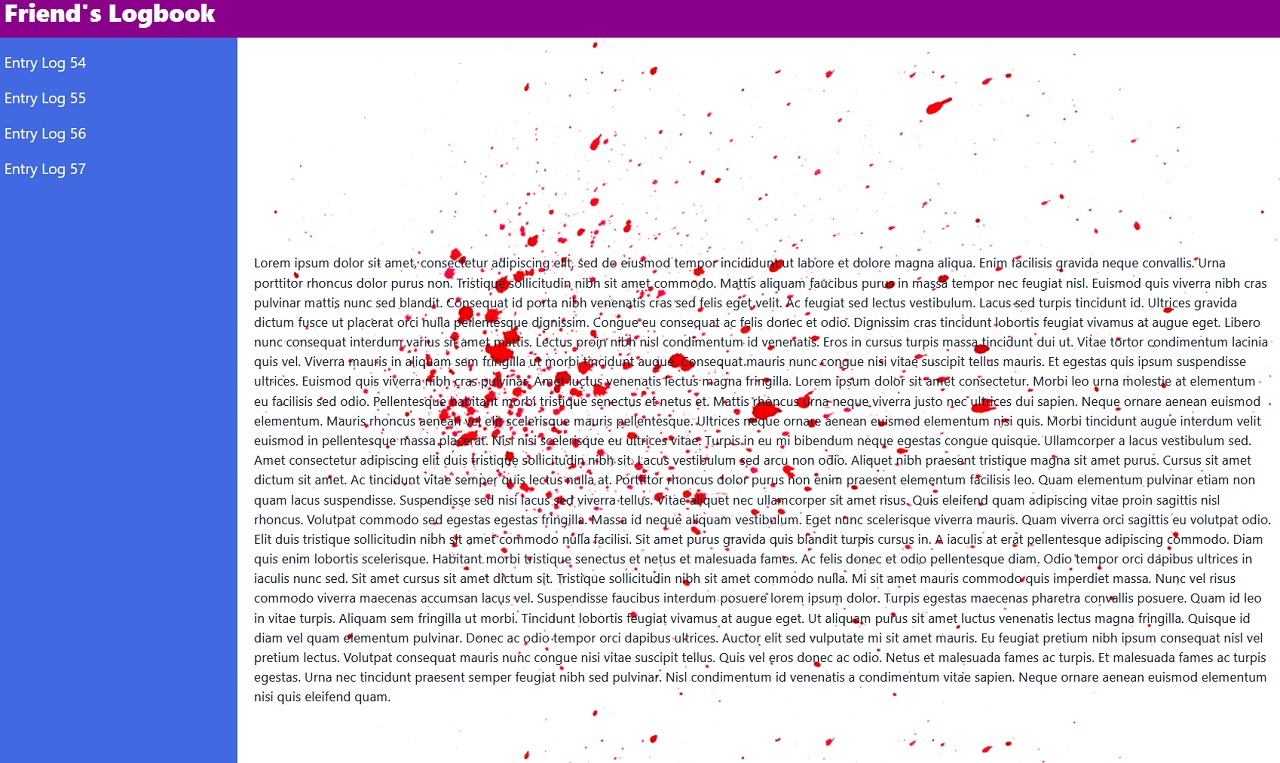 Friend's Logbook
Entry Log 54
Entry Log 55
Entry Log 56
Entry Log 57
Lorem ipsum dolor sit amet, consectetur adipiscing elit, sed do eiusmod tempor incididunt ut labore et dolore magna aliqua. Enim facilisis gravida neque convallis. Urna
porttitor rhoncus dolor purus non. Tristique sollicitudin nibh sit amet commodo. Mattis aliquam faucibus purus in massa tempor nec feugiat nisl. Euismod quis viverra nibh cras
pulvinar mattis nunc sed blandit. Consequat id porta nibh venenatis cras sed felis eget velit. Ac feugiat sed lectus vestibulum. Lacus sed turpis tincidunt id. Ultrices gravida
dictum fusce ut placerat orci nulla pellentesque dignissim. Congue eu consequat ac felis donec et odio. Dignissim cras tincidunt lobortis feugiat vivamus at augue eget. Libero
nunc consequat interdum varius sit amet mattis. Lectus proin nibh nisl condimentum id venenatis. Eros in cursus turpis massa tincidunt dui ut. Vitae tortor condimentum lacinia
quis vel. Viverra mauris in aliquam sem fringilla ut morbi tincidunt augue. Consequat mauris nunc congue nisi vitae suscipit tellus mauris. Et egestas quis ipsum suspendisse
ultrices. Euismod quis viverra nibh cras pulvinar. Amet luctus venenatis lectus magna fringilla. Lorem ipsum dolor sit amet consectetur. Morbi leo urna molestie at elementum
eu facilisis sed odio. Pellentesque habitant morbi tristique senectus et netus et. Mattis rhoncus urna neque viverra justo nec ultrices dui sapien. Neque ornare aenean euismod
elementum. Mauris rhoncus aenean vel elit scelerisque mauris pellentesque. Ultrices neque ornare aenean euismod elementum nisi quis. Morbi tincidunt augue interdum velit
euismod in pellentesque massa placerat. Nisl nisi scelerisque eu ultrices vitae. Turpis in eu mi bibendum neque egestas congue quisque. Ullamcorper a lacus vestibulum sed.
Amet consectetur adipiscing elit duis tristique sollicitudin nibh sit. Lacus vestibulum sed arcu non odio. Aliquet nibh praesent tristique magna sit amet purus. Cursus sit amet
dictum sit amet. Ac tincidunt vitae semper quis lectus nulla at. Porttitor rhoncus dolor purus non enim praesent elementum facilisis leo. Quam elementum pulvinar etiam non
quam lacus suspendisse. Suspendisse sed nisi lacus sed viverra tellus. Vitae aliquet nec ullamcorper sit amet risus. Quis eleifend quam adipiscing vitae proin sagittis nisl
rhoncus. Volutpat commodo sed egestas egestas fringilla. Massa id neque aliquam vestibulum. Eget nunc scelerisque viverra mauris. Quam viverra orci sagittis eu volutpat odio.
Elit duis tristique sollicitudin nibh sit amet commodo nulla facilisi. Sit amet purus gravida quis blandit turpis cursus in. A iaculis at erat pellentesque adipiscing commodo. Diam
quis enim lobortis scelerisque. Habitant morbi tristique senectus et netus et malesuada fames. Ac felis donec et odio pellentesque diam. Odio tempor orci dapibus ultrices in
iaculis nunc sed. Sit amet cursus sit amet dictum sit. Tristique sollicitudin nibh sit amet commodo nulla. Mi sit amet mauris commodo quis imperdiet massa. Nunc vel risus
commodo viverra maecenas accumsan lacus vel. Suspendisse faucibus interdum posuere lorem ipsum dolor. Turpis egestas maecenas pharetra convallis posuere. Quam id leo
in vitae turpis. Aliquam sem fringilla ut morbi. Tincidunt lobortis feugiat vivamus at augue eget. Ut aliquam purus sit amet luctus venenatis lectus magna fringilla. Quisque id
diam vel quam elementum pulvinar. Donec ac odio tempor orci dapibus ultrices. Auctor elit sed vulputate mi sit amet mauris. Eu feugiat pretium nibh ipsum consequat nisl vel
pretium lectus. Volutpat consequat mauris nunc congue nisi vitae suscipit tellus. Quis vel eros donec ac odio. Netus et malesuada fames ac turpis. Et malesuada fames ac turpis
egestas. Urna nec tincidunt praesent semper feugiat nibh sed pulvinar. Nisl condimentum id venenatis a condimentum vitae sapien. Neque ornare aenean euismod elementum
nisi quis eleifend quam.